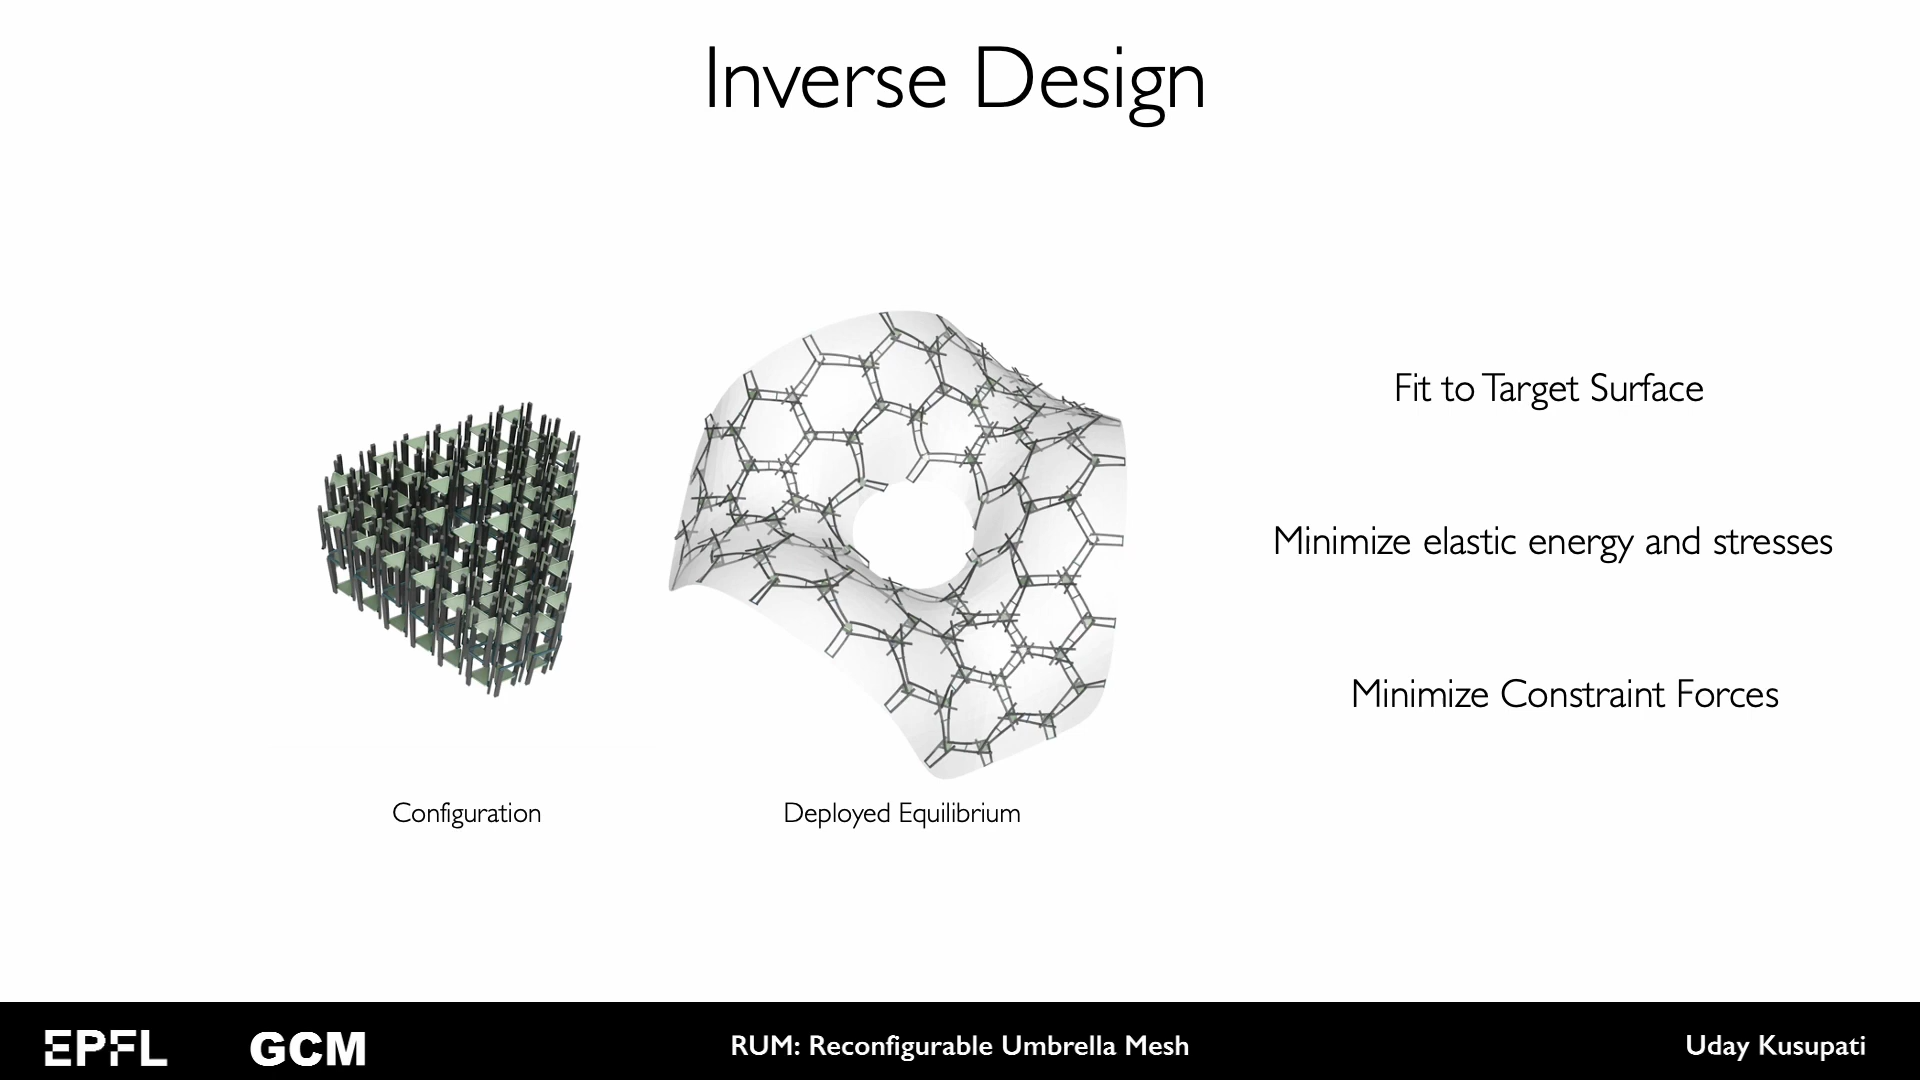 Inverse Design
Fit to Target Surface
Minimize elastic energy and stresses
Minimize Constraint Forces
Configuration
Deployed Equilibrium
EPFL
GCM
RUM: Reconfigurable Umbrella Mesh
Uday Kusupati